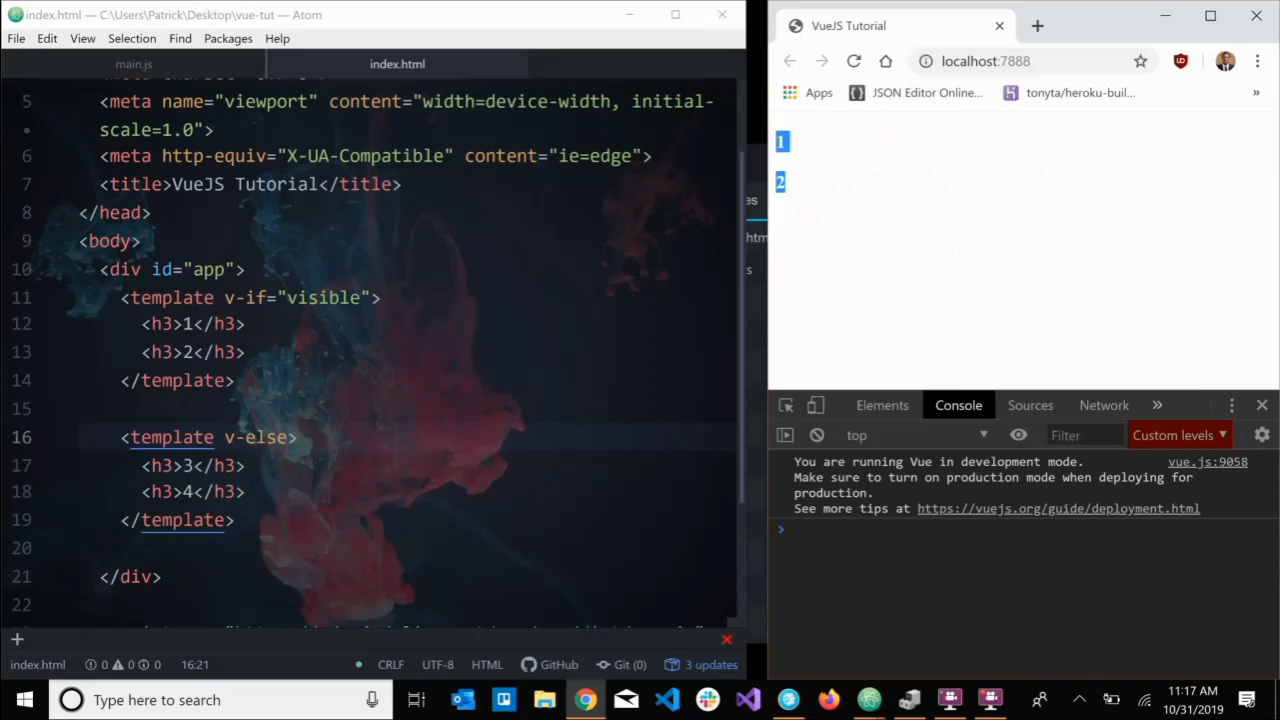 index.html — C:\Users\Patrick\Desktop\vue-tut — Atom
File Edit View Selection Find Packages Help
main.js index.html
5 <meta name="viewport" content="width=device-width, initial-
• scale=1.0">
6 <meta http-equiv="X-UA-Compatible" content="ie=edge">
7 <title>VueJS Tutorial</title>
8 </head>
9 <body>
10 <div id="app">
11 <template v-if="visible">
12 <h3>1</h3>
13 <h3>2</h3>
14 </template>
15
16 <template v-else>
17 <h3>3</h3>
18 <h3>4</h3>
19 </template>
20
21 </div>
22
index.html 0 0 0 16:21 CRLF UTF-8 HTML GitHub Git (0) 3 updates
VueJS Tutorial
localhost:7888
Apps JSON Editor Online... tonyta/heroku-buil... »
1
2
Elements Console Sources Network »
top Filter Custom levels
You are running Vue in development mode. vue.js:9058
Make sure to turn on production mode when deploying for
production.
See more tips at https://vuejs.org/guide/deployment.html
>
Type here to search
11:17 AM
10/31/2019